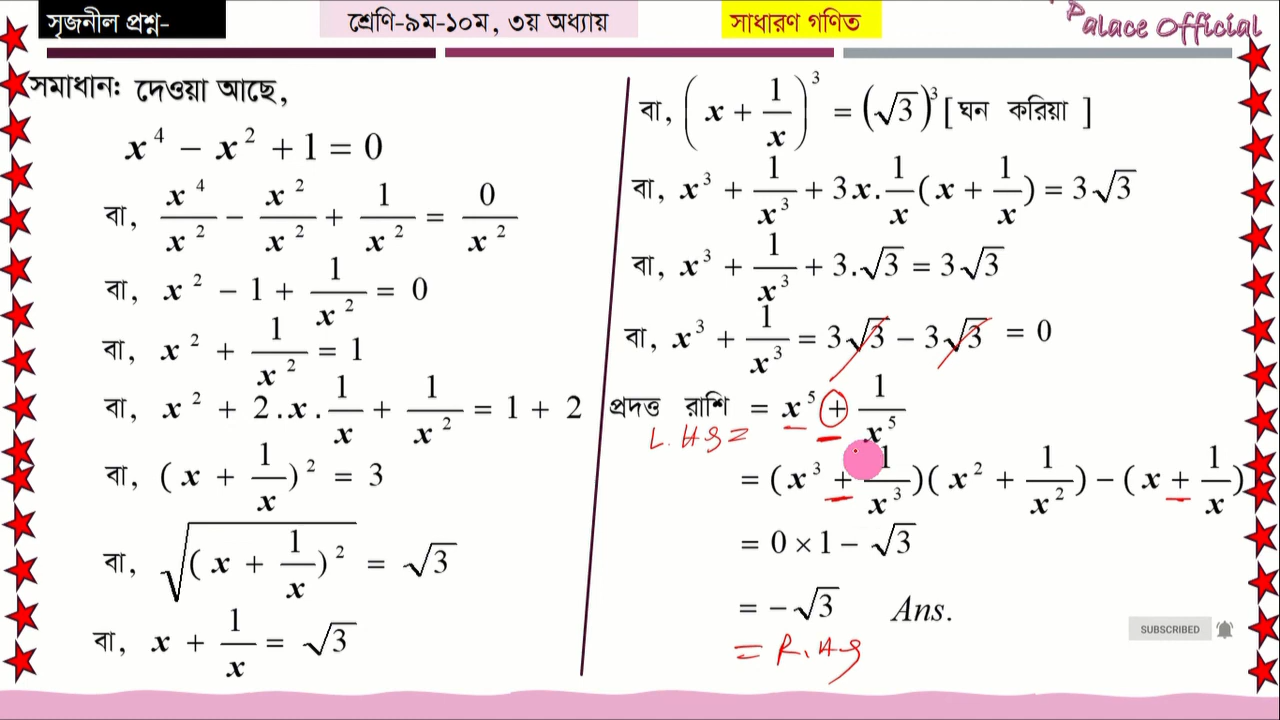 সৃজনীল প্রশ্ন-
শ্রেণি-৯ম-১০ম, ৩য় অধ্যায়
সাধারণ গণিত
Palace Official
সমাধানঃ দেওয়া আছে,
x⁴ − x² + 1 = 0
বা, x⁴/x² − x²/x² + 1/x² = 0/x²
বা, x² − 1 + 1/x² = 0
বা, x² + 1/x² = 1
বা, x² + 2.x.1/x + 1/x² = 1 + 2
বা, (x + 1/x)² = 3
বা, √(x + 1/x)² = √3
বা, x + 1/x = √3
বা, (x + 1/x)³ = (√3)³ [ঘন করিয়া]
বা, x³ + 1/x³ + 3x.1/x(x + 1/x) = 3√3
বা, x³ + 1/x³ + 3.√3 = 3√3
বা, x³ + 1/x³ = 3√3 − 3√3 = 0
প্রদত্ত রাশি = x⁵ + 1/x⁵
L.HS =
= (x³ + 1/x³)(x² + 1/x²) − (x + 1/x)
= 0 × 1 − √3
= −√3 Ans.
= R.HS
SUBSCRIBED